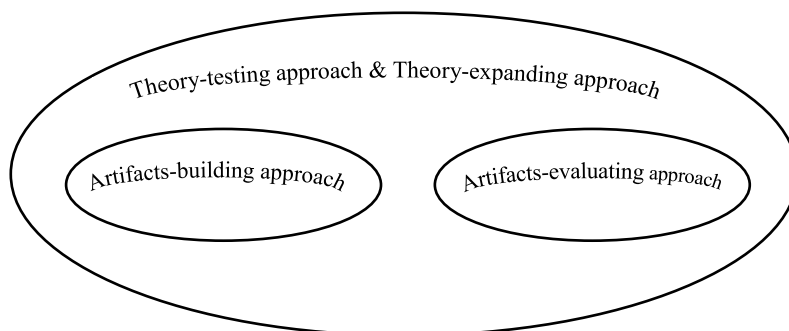 Theory-testing approach & Theory-expanding approach
Artifacts-building approach
Artifacts-evaluating approach